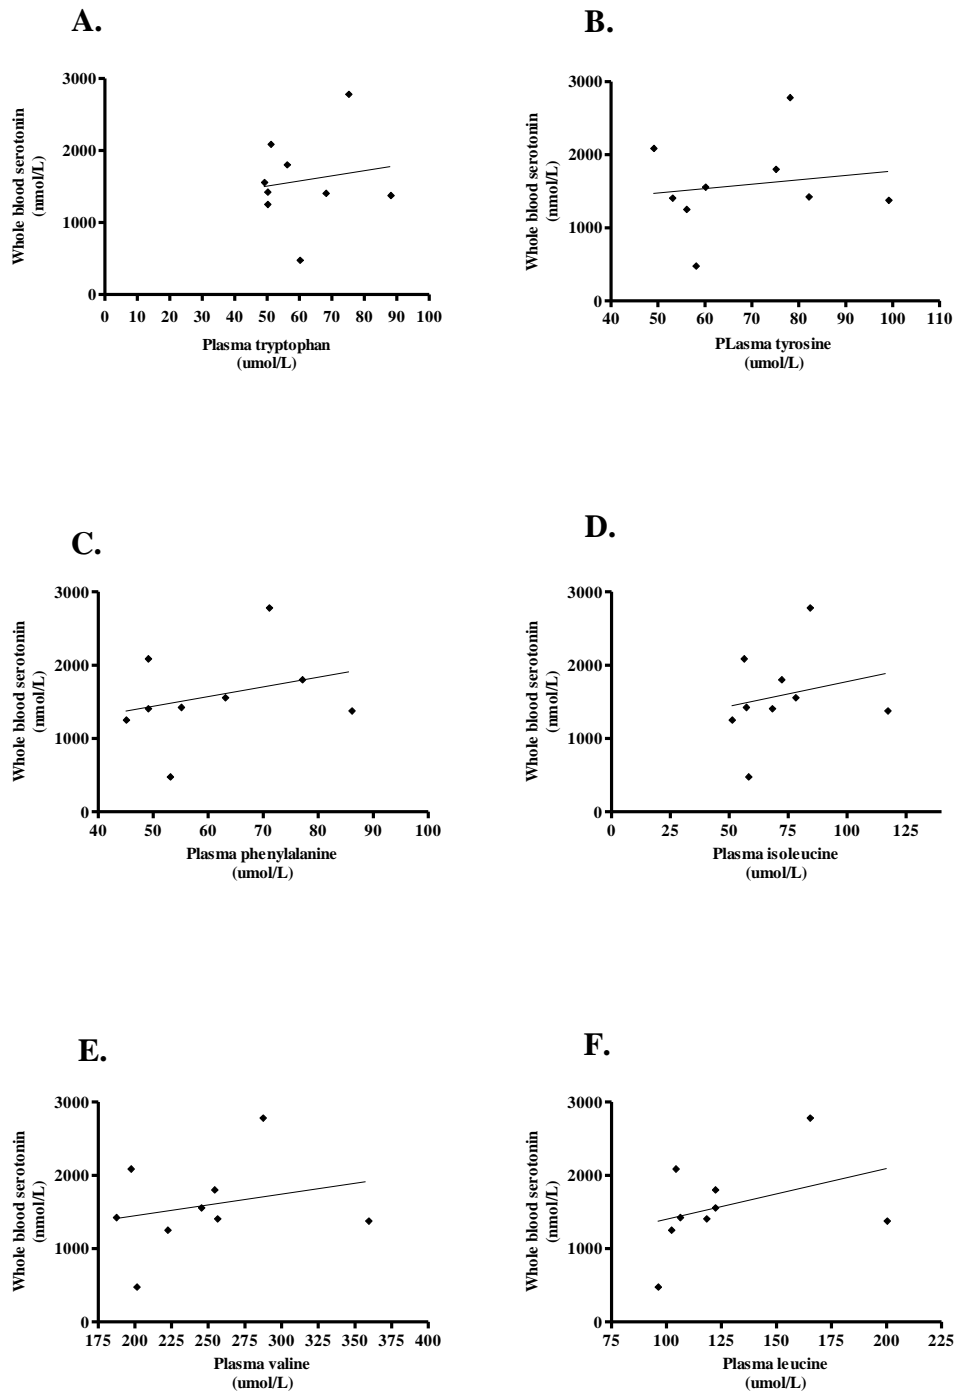 A.
Whole blood serotonin
(nmol/L)
3000
2000
1000
0
0 10 20 30 40 50 60 70 80 90 100
Plasma tryptophan
(umol/L)
B.
Whole blood serotonin
(nmol/L)
3000
2000
1000
0
40 50 60 70 80 90 100 110
PLasma tyrosine
(umol/L)
C.
Whole blood serotonin
(nmol/L)
3000
2000
1000
0
40 50 60 70 80 90 100
Plasma phenylalanine
(umol/L)
D.
Whole blood serotonin
(nmol/L)
3000
2000
1000
0
0 25 50 75 100 125
Plasma isoleucine
(umol/L)
E.
Whole blood serotonin
(nmol/L)
3000
2000
1000
0
175 200 225 250 275 300 325 350 375 400
Plasma valine
(umol/L)
F.
Whole blood serotonin
(nmol/L)
3000
2000
1000
0
75 100 125 150 175 200 225
Plasma leucine
(umol/L)